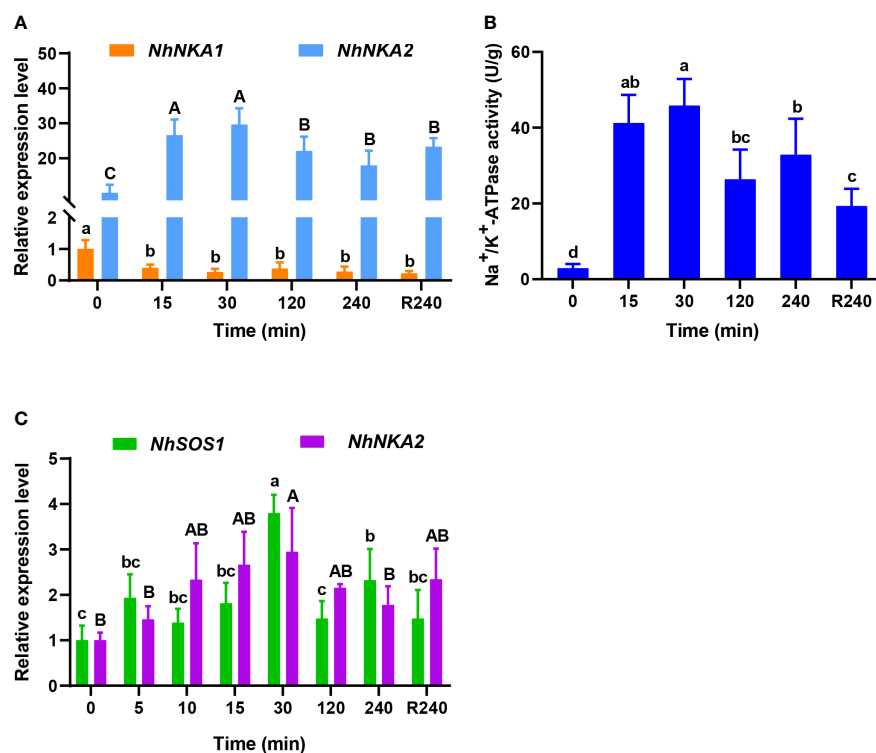 A
NhNKA1 NhNKA2
Relative expression level
50
40
30
20
2
1
0
a C b A b A b B b B b B
0 15 30 120 240 R240
Time (min)
B
Na⁺/K⁺-ATPase activity (U/g)
60
40
20
0
d ab a bc b c
0 15 30 120 240 R240
Time (min)
C
NhSOS1 NhNKA2
Relative expression level
5
4
3
2
1
0
c B bc B bc AB bc AB a A c AB b B bc AB
0 5 10 15 30 120 240 R240
Time (min)